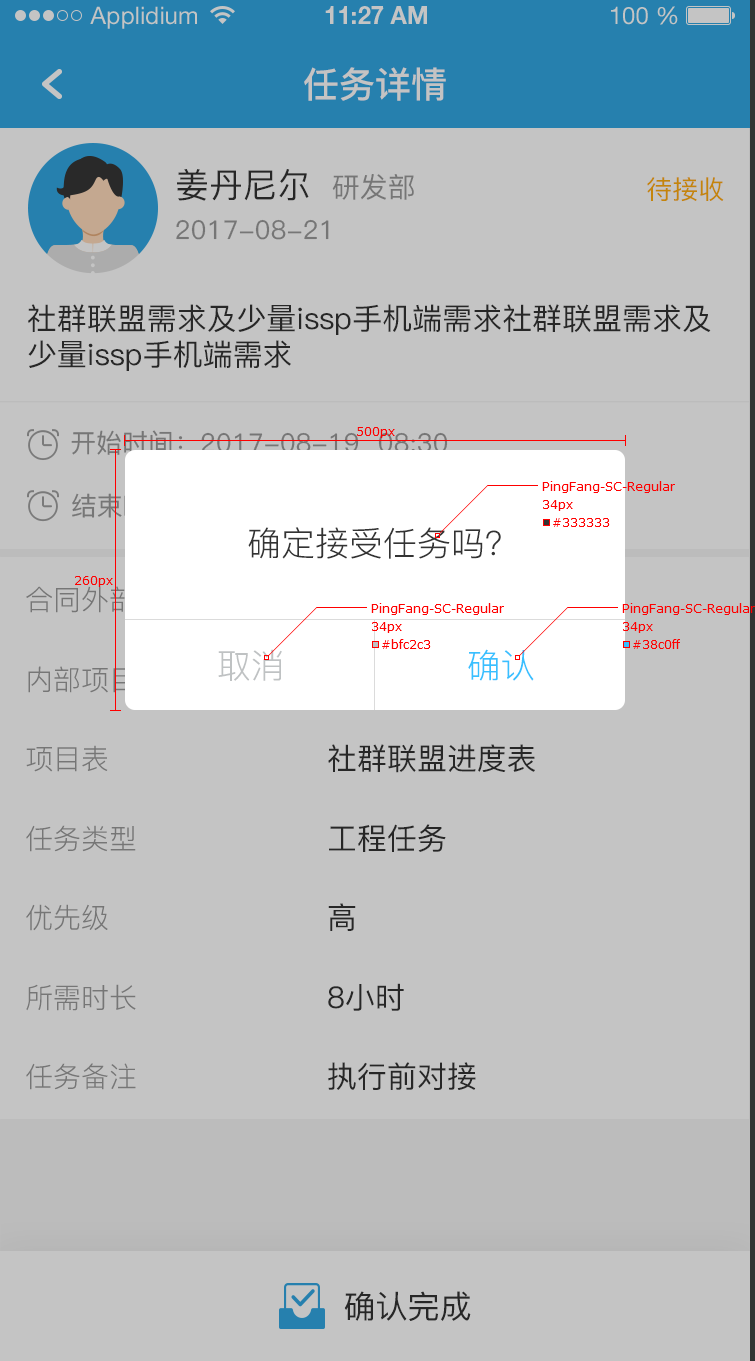 Applidium 11:27 AM 100 %
任务详情
姜丹尼尔 研发部 待接收
2017-08-21
社群联盟需求及少量issp手机端需求社群联盟需求及
少量issp手机端需求
500px
开始时间：2017-08-19 08:30
结束
PingFang-SC-Regular
34px
#333333
确定接受任务吗?
260px
合同外部
PingFang-SC-Regular
34px
#bfc2c3
PingFang-SC-Regula
34px
#38c0ff
取消 确认
内部项目
项目表 社群联盟进度表
任务类型 工程任务
优先级 高
所需时长 8小时
任务备注 执行前对接
确认完成